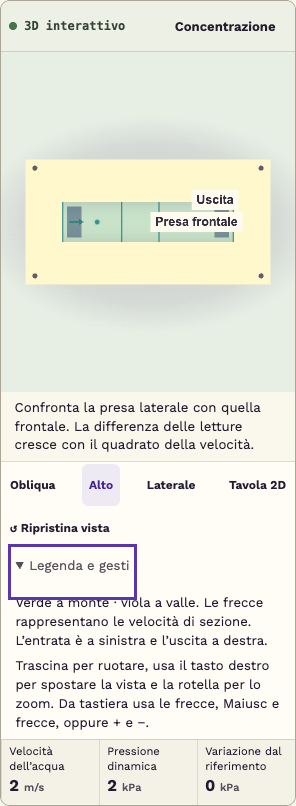 3D interattivo
Concentrazione
Uscita
Presa frontale
Confronta la presa laterale con quella
frontale. La differenza delle letture
cresce con il quadrato della velocità.
Obliqua Alto Laterale Tavola 2D
↺ Ripristina vista
▼ Legenda e gesti
Verde a monte · viola a valle. Le frecce
rappresentano le velocità di sezione.
L’entrata è a sinistra e l’uscita a destra.
Trascina per ruotare, usa il tasto destro
per spostare la vista e la rotella per lo
zoom. Da tastiera usa le frecce, Maiusc e
frecce, oppure + e −.
Velocità
dell’acqua
2 m/s
Pressione
dinamica
2 kPa
Variazione dal
riferimento
0 kPa